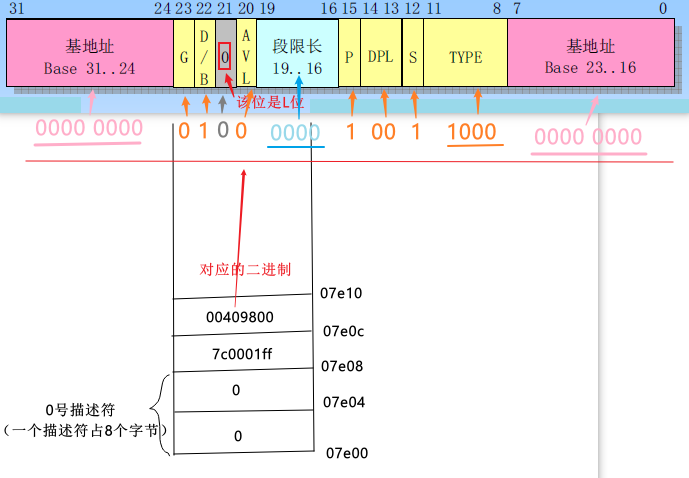 31 24 23 22 21 20 19 16 15 14 13 12 11 8 7 0
基地址
Base 31..24
G
D/B
0
AVL
段限长
19..16
P
DPL
S
TYPE
基地址
Base 23..16
该位是L位
0000 0000 0 1 0 0 0000 1 00 1 1000 0000 0000
对应的二进制
07e10
00409800
07e0c
7c0001ff
07e08
0
07e04
0号描述符
(一个描述符占8个字节)
0
07e00